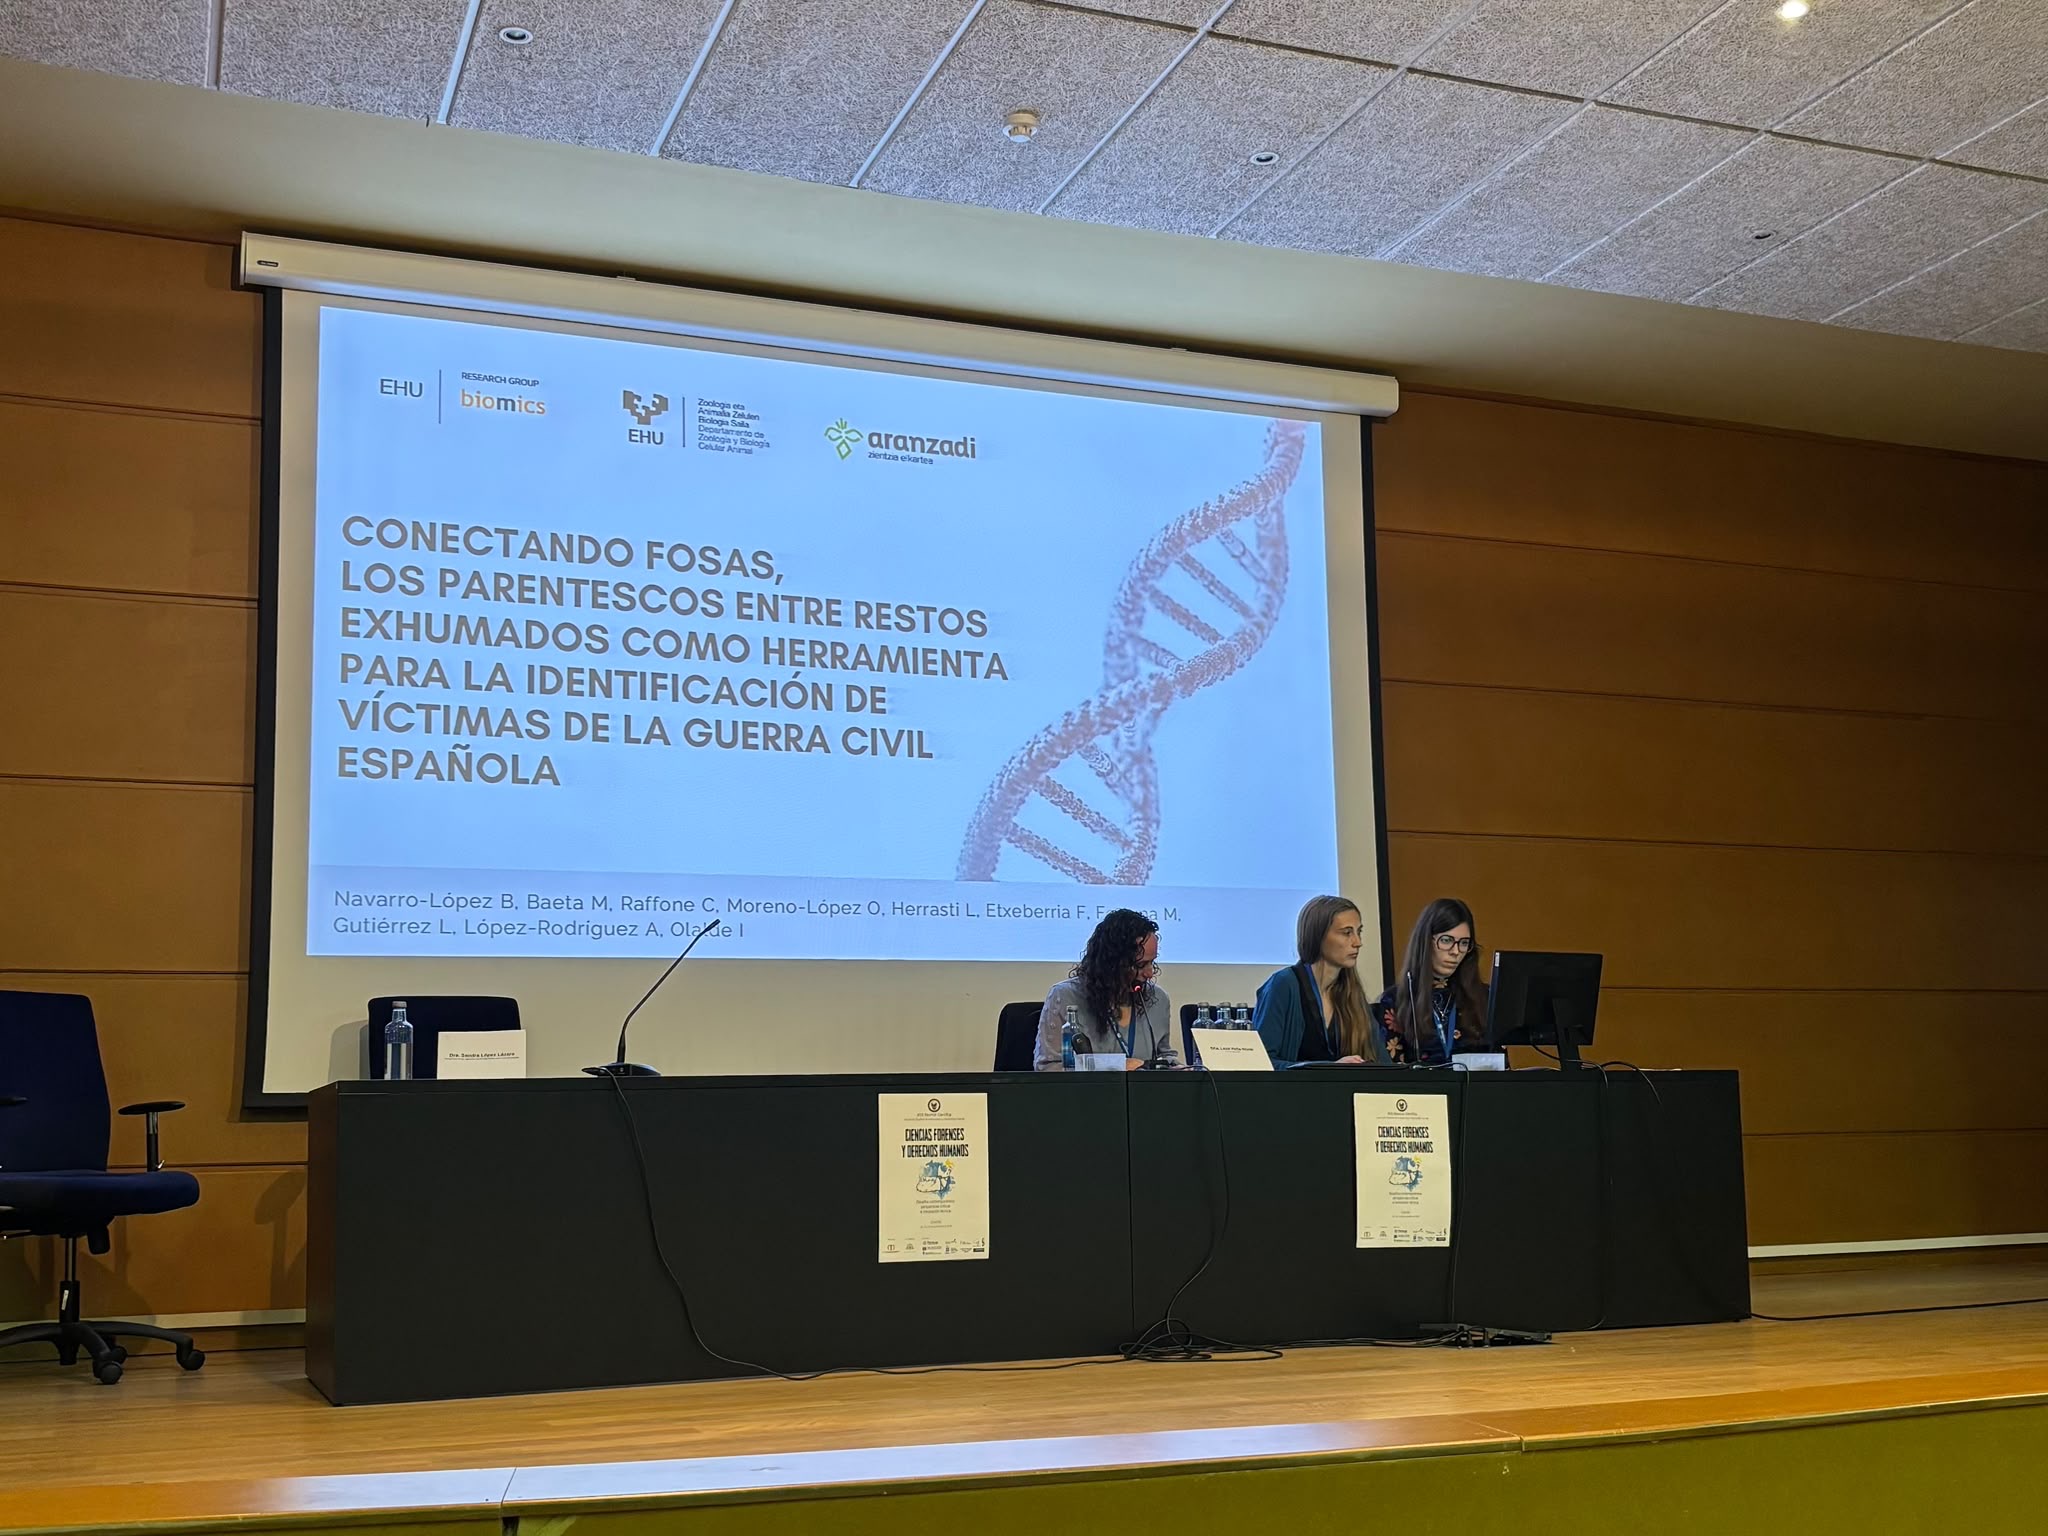 EHU
RESEARCH GROUP
biomics
EHU
Zoologia eta
Animalia Zelulen
Biologia Saila
Departamento de
Zoología y Biología
Celular Animal
aranzadi
zientzia elkartea
CONECTANDO FOSAS,
LOS PARENTESCOS ENTRE RESTOS
EXHUMADOS COMO HERRAMIENTA
PARA LA IDENTIFICACIÓN DE
VÍCTIMAS DE LA GUERRA CIVIL
ESPAÑOLA
Navarro-López B, Baeta M, Raffone C, Moreno-López O, Herrasti L, Etxeberria F, M,
Gutiérrez L, López-Rodríguez A, Olalde I
Dra. Sandra López Lázaro
CIENCIAS FORENSES
Y DERECHOS HUMANOS
CIENCIAS FORENSES
Y DERECHOS HUMANOS